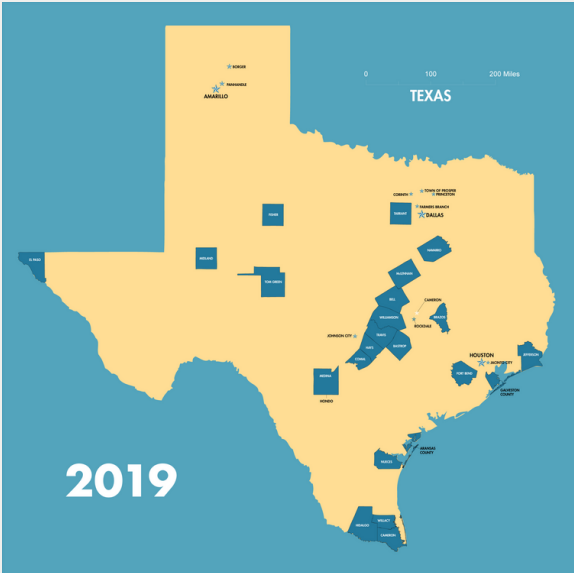 BORGER
PANHANDLE
AMARILLO
0 100 200 Miles
TEXAS
CORINTH
TOWN OF PROSPER
PRINCETON
FARMERS BRANCH
DALLAS
TARRANT
NAVARRO
EL PASO
MIDLAND
TOM GREEN
McLENNAN
BELL
CAMERON
ROCKDALE
WILLIAMSON
BRAZOS
JOHNSON CITY
TRAVIS
HAYS
BASTROP
COMAL
HOUSTON
JEFFERSON
MEDINA
HONDO
FORT BEND
GALVESTON
COUNTY
ARANSAS
COUNTY
NUECES
2019
HIDALGO
WILLACY
CAMERON